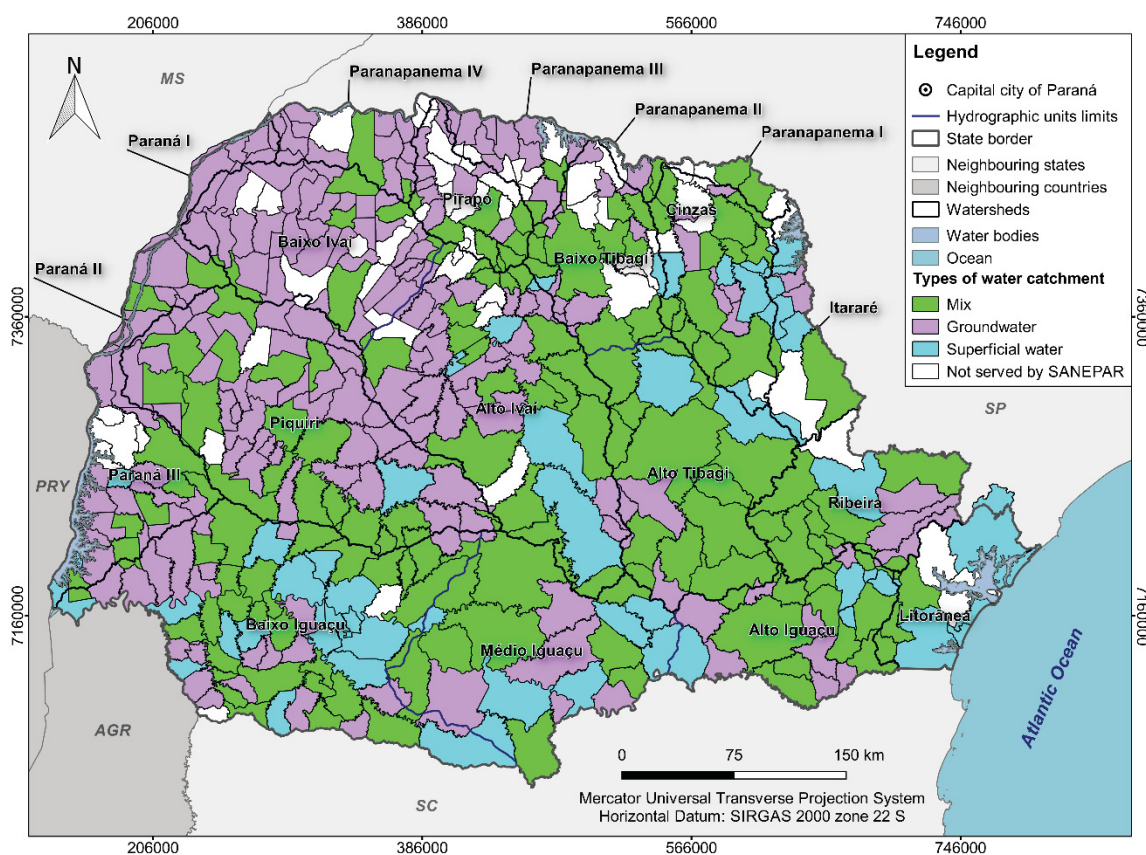 206000
386000
566000
746000
N
MS
Paranapanema IV
Paranapanema III
Paranapanema II
Paranapanema I
Paraná I
Paraná II
Pirapó
Cinzas
Baixo Ivaí
Baixo Tibagi
Itararé
Piquiri
Alto Ivaí
Alto Tibagi
Paraná III
Ribeira
PRY
SP
Baixo Iguaçu
Médio Iguaçu
Alto Iguaçu
Litorânea
AGR
SC
Atlantic Ocean
7360000
7160000
7360000
7160000
Legend
Capital city of Paraná
Hydrographic units limits
State border
Neighbouring states
Neighbouring countries
Watersheds
Water bodies
Ocean
Types of water catchment
Mix
Groundwater
Superficial water
Not served by SANEPAR
0 75 150 km
Mercator Universal Transverse Projection System
Horizontal Datum: SIRGAS 2000 zone 22 S
206000
386000
566000
746000